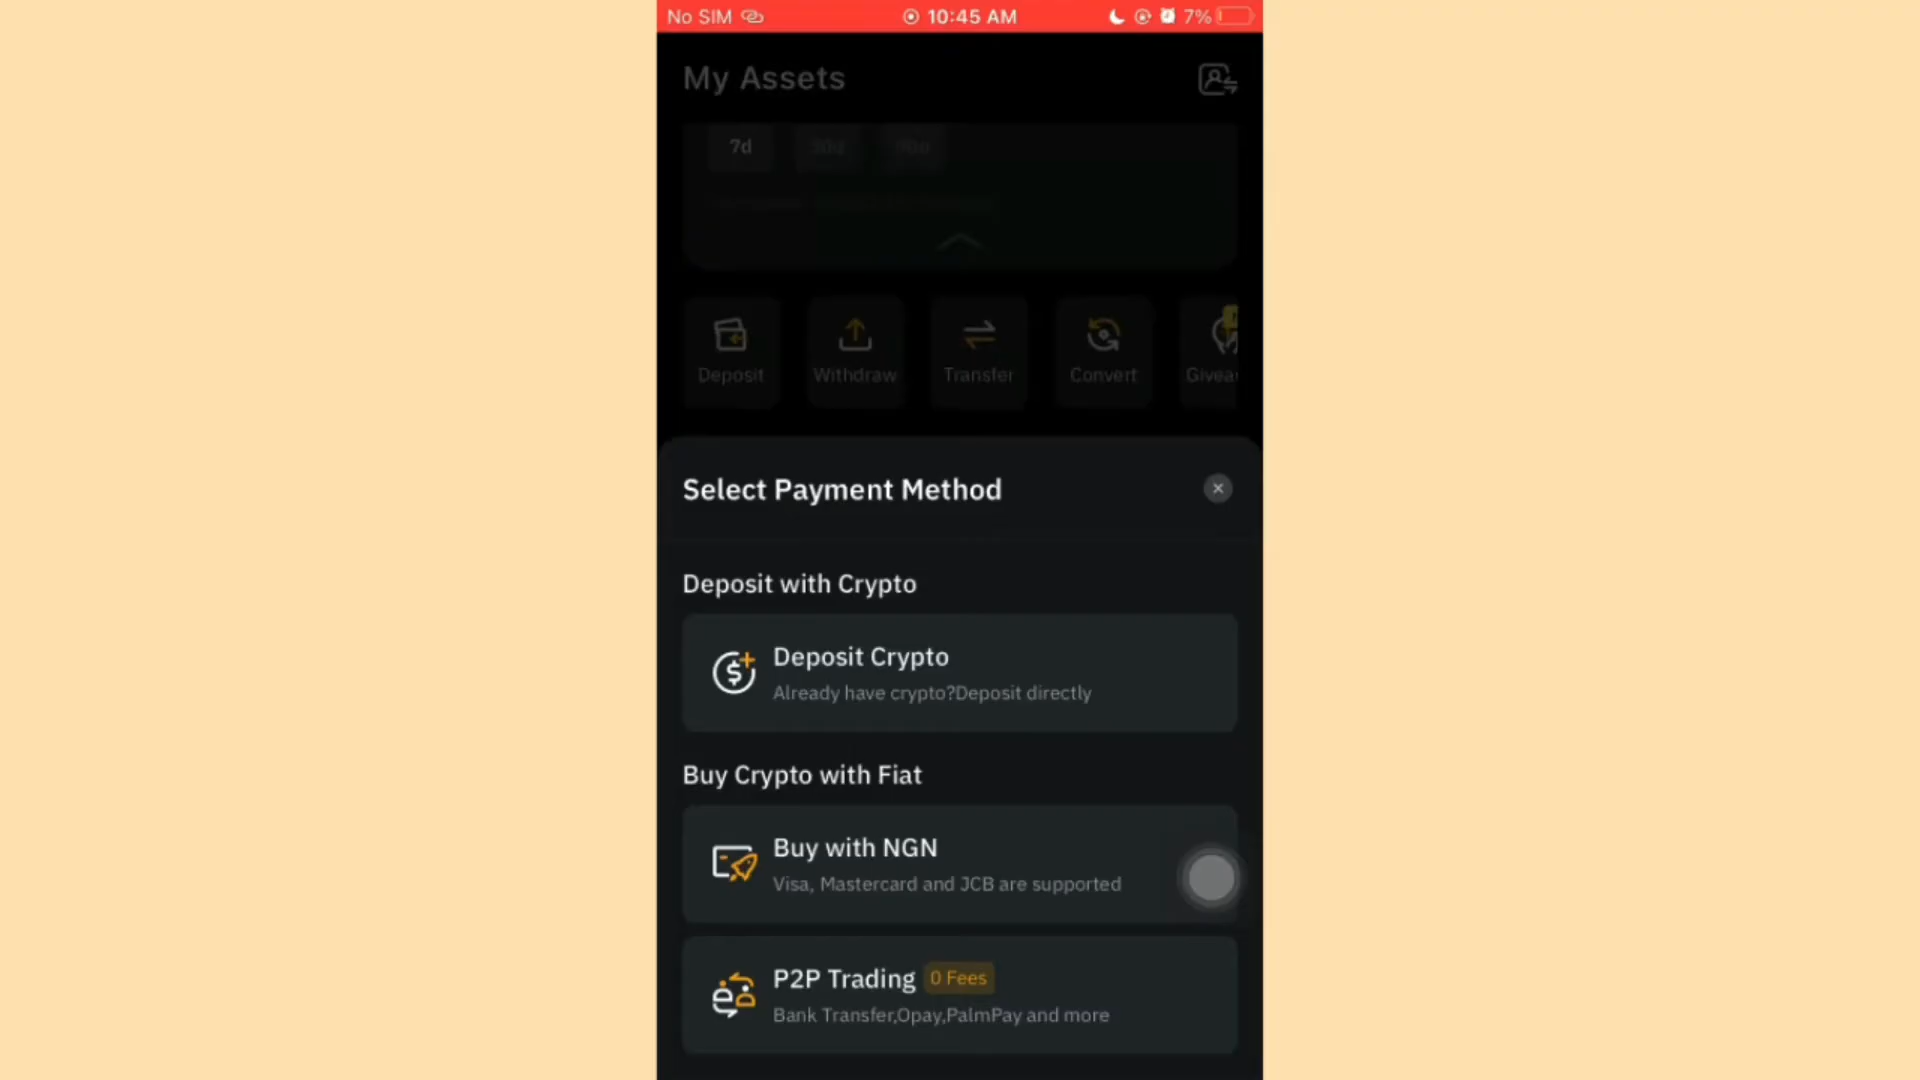 No SIM
10:45 AM
7%
My Assets
7d
30d
Deposit
Withdraw
Transfer
Convert
Givea
Select Payment Method
Deposit with Crypto
Deposit Crypto
Already have crypto?Deposit directly
Buy Crypto with Fiat
Buy with NGN
Visa, Mastercard and JCB are supported
P2P Trading 0 Fees
Bank Transfer,Opay,PalmPay and more